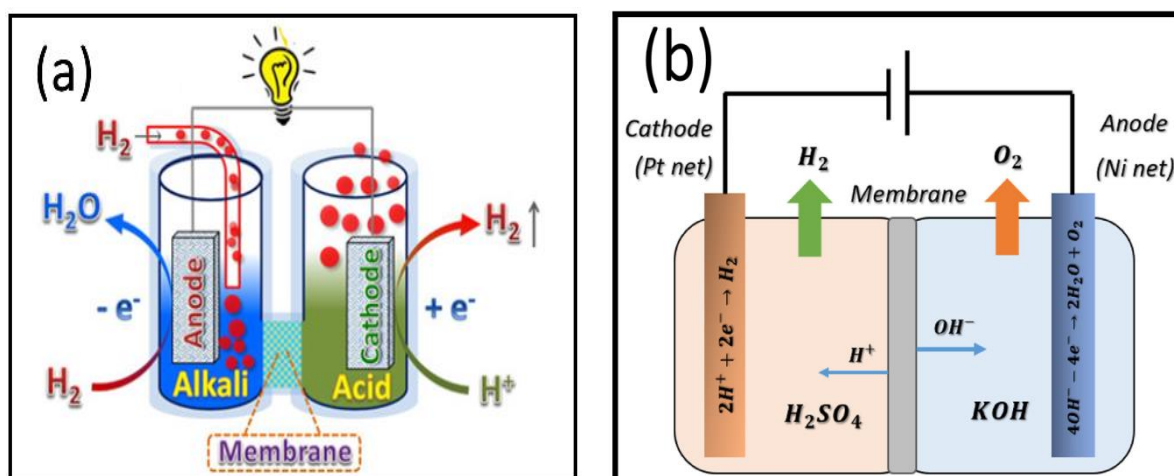 (a)
H₂
H₂O
Anode
Cathode
H₂↑
- e⁻
+ e⁻
H₂
Alkali
Acid
H⁺
Membrane
(b)
Cathode
(Pt net)
H₂
O₂
Anode
(Ni net)
Membrane
2H⁺ + 2e⁻ → H₂
4OH⁻ − 4e⁻ → 2H₂O + O₂
OH⁻
H⁺
H₂SO₄
KOH